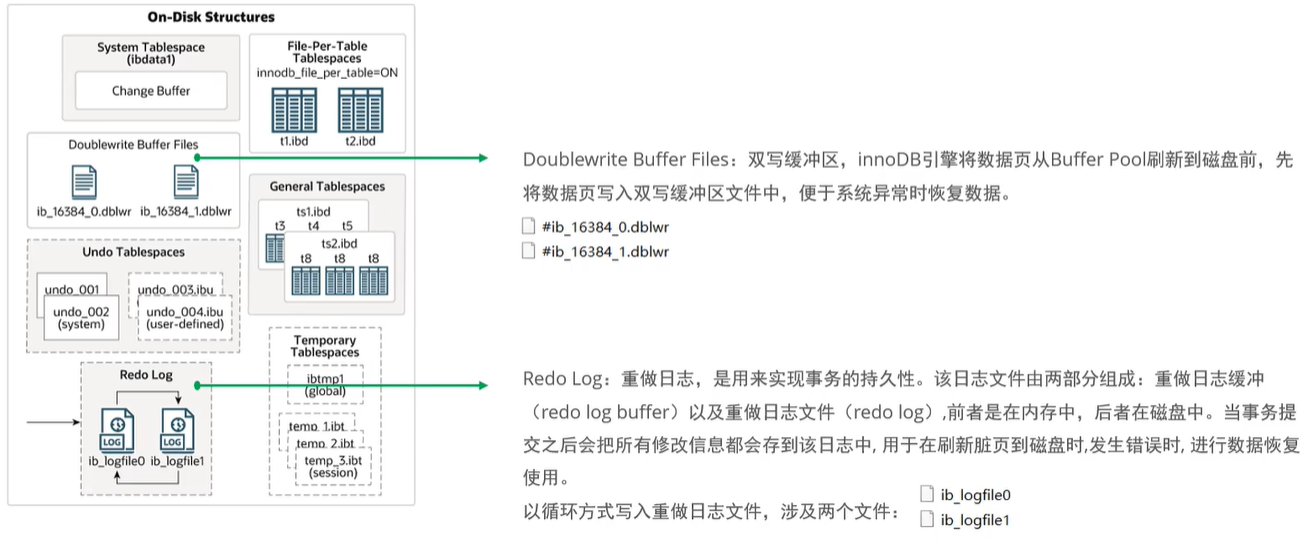 On-Disk Structures
System Tablespace
(ibdata1)
Change Buffer
File-Per-Table
Tablespaces
innodb_file_per_table=ON
t1.ibd t2.ibd
Doublewrite Buffer Files
ib_16384_0.dblwr ib_16384_1.dblwr
General Tablespaces
ts1.ibd
t3 t4 t5
ts2.ibd
t8 t8 t8
Undo Tablespaces
undo_001
undo_002
(system)
undo_003.ibu
undo_004.ibu
(user-defined)
Temporary
Tablespaces
ibtmp1
(global)
temp_1.ibt
temp_2.ibt
temp_3.ibt
(session)
Redo Log
LOG LOG
ib_logfile0 ib_logfile1
Doublewrite Buffer Files：双写缓冲区，innoDB引擎将数据页从Buffer Pool刷新到磁盘前，先
将数据页写入双写缓冲区文件中，便于系统异常时恢复数据。
#ib_16384_0.dblwr
#ib_16384_1.dblwr
Redo Log：重做日志，是用来实现事务的持久性。该日志文件由两部分组成：重做日志缓冲
（redo log buffer）以及重做日志文件（redo log）,前者是在内存中，后者在磁盘中。当事务提
交之后会把所有修改信息都会存到该日志中, 用于在刷新脏页到磁盘时,发生错误时, 进行数据恢复
使用。
以循环方式写入重做日志文件，涉及两个文件：
ib_logfile0
ib_logfile1